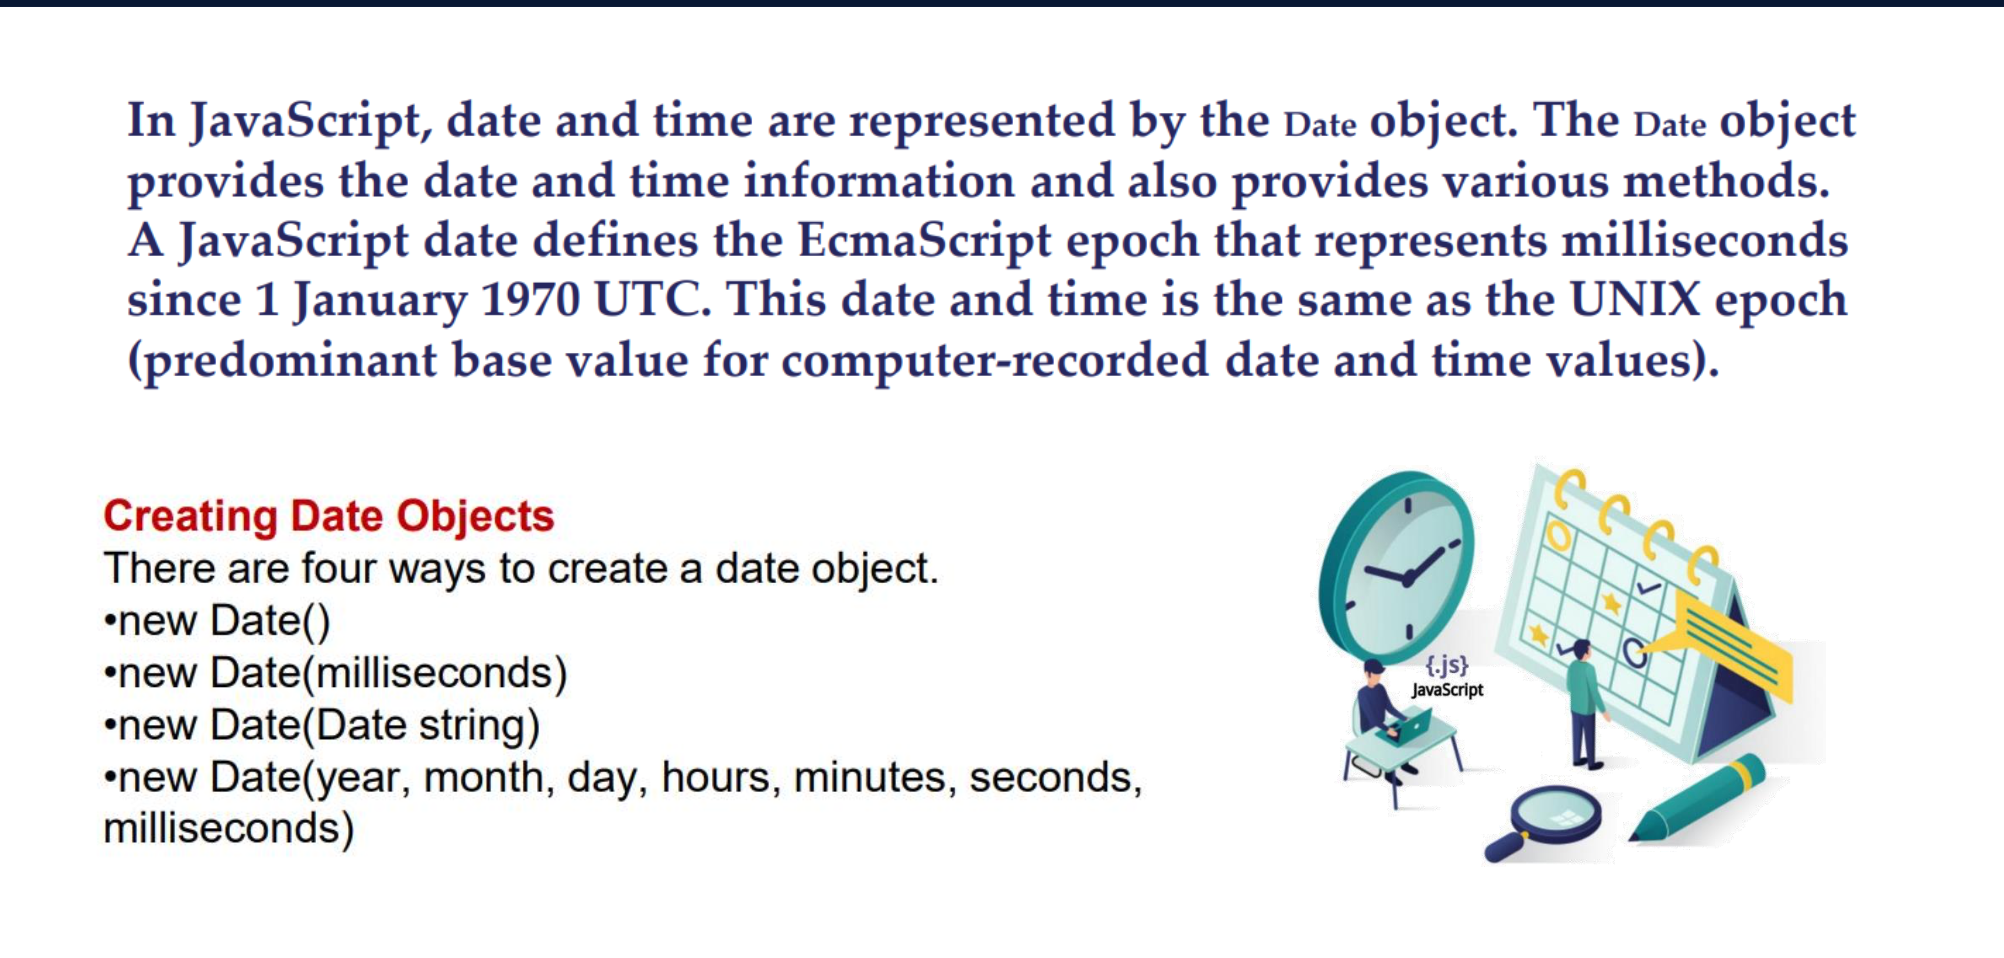 In JavaScript, date and time are represented by the Date object. The Date object
provides the date and time information and also provides various methods.
A JavaScript date defines the EcmaScript epoch that represents milliseconds
since 1 January 1970 UTC. This date and time is the same as the UNIX epoch
(predominant base value for computer-recorded date and time values).
Creating Date Objects
There are four ways to create a date object.
•new Date()
•new Date(milliseconds)
•new Date(Date string)
•new Date(year, month, day, hours, minutes, seconds,
milliseconds)
{.js}
JavaScript